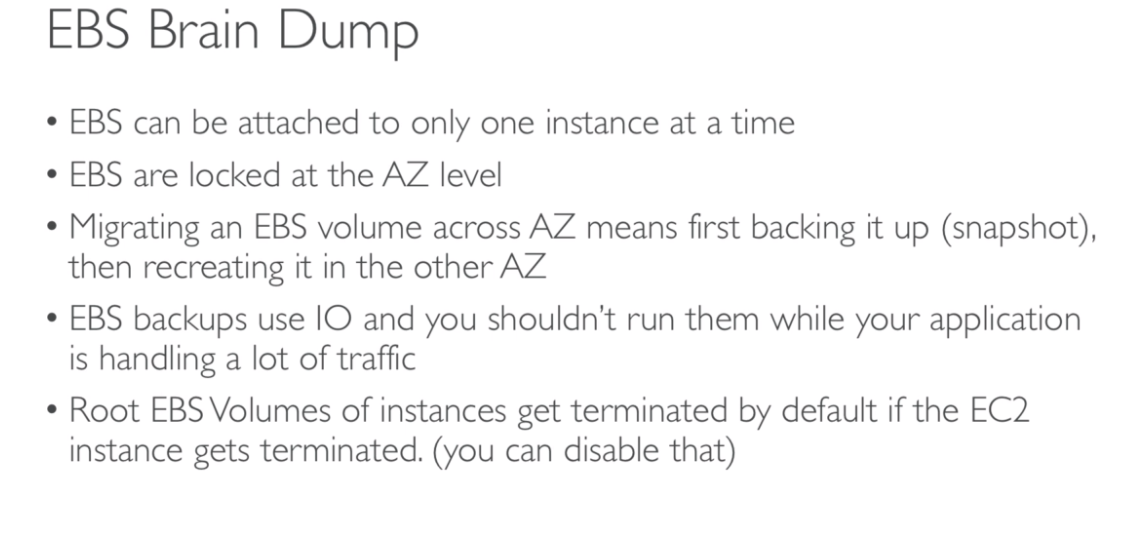 EBS Brain Dump
• EBS can be attached to only one instance at a time
• EBS are locked at the AZ level
• Migrating an EBS volume across AZ means first backing it up (snapshot),
then recreating it in the other AZ
• EBS backups use IO and you shouldn't run them while your application
is handling a lot of traffic
• Root EBS Volumes of instances get terminated by default if the EC2
instance gets terminated. (you can disable that)